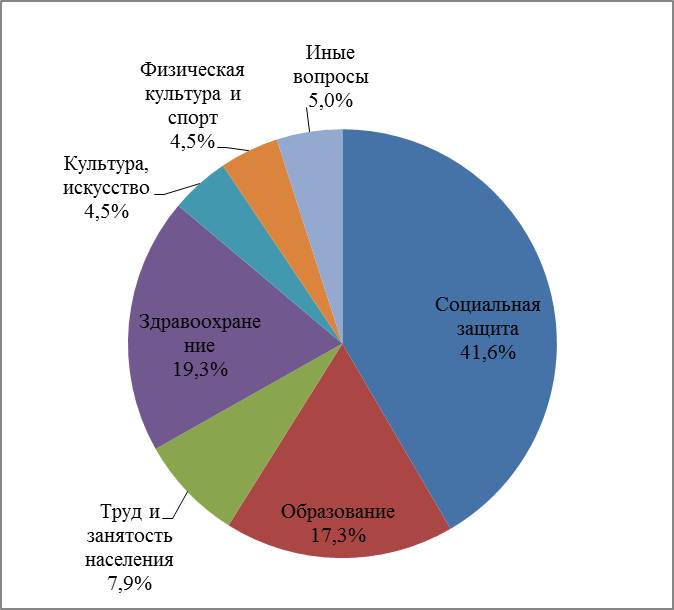 Иные
вопросы
5,0%
Физическая
культура и
спорт
4,5%
Культура,
искусство
4,5%
Социальная
защита
41,6%
Здравоохране
ние
19,3%
Образование
17,3%
Труд и
занятость
населения
7,9%